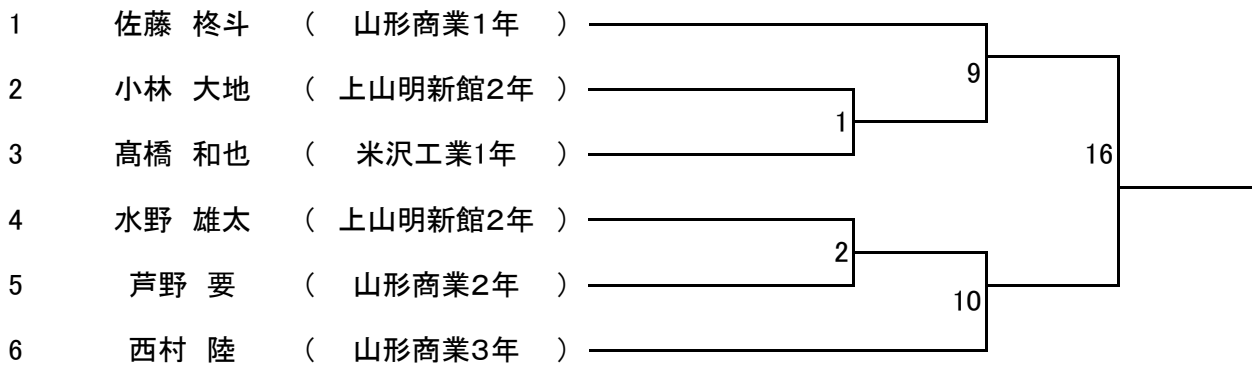 1 佐藤 柊斗 ( 山形商業１年 )
9
2 小林 大地 ( 上山明新館２年 )
1
3 髙橋 和也 ( 米沢工業1年 )
16
4 水野 雄太 ( 上山明新館２年 )
2
5 芦野 要 ( 山形商業２年 )
10
6 西村 陸 ( 山形商業３年 )